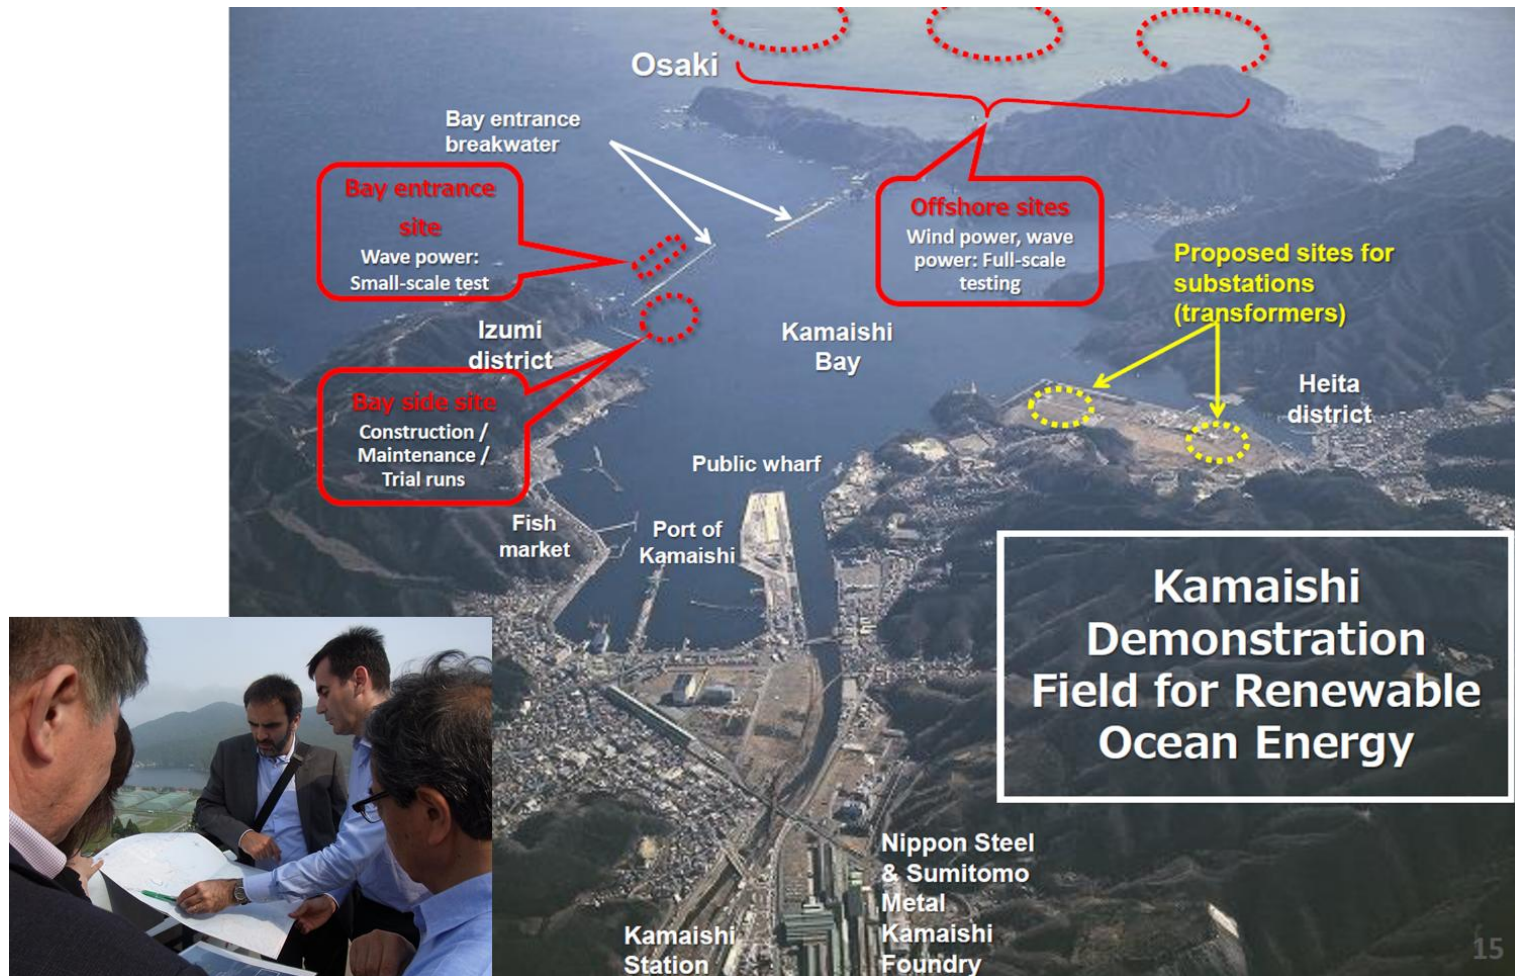 Osaki
Bay entrance
breakwater
Bay entrance
site
Wave power:
Small-scale test
Offshore sites
Wind power, wave
power: Full-scale
testing
Proposed sites for
substations
(transformers)
Izumi
district
Kamaishi
Bay
Heita
district
Bay side site
Construction /
Maintenance /
Trial runs
Public wharf
Fish
market
Port of
Kamaishi
Kamaishi
Demonstration
Field for Renewable
Ocean Energy
Nippon Steel
& Sumitomo
Metal
Kamaishi
Foundry
Kamaishi
Station
15